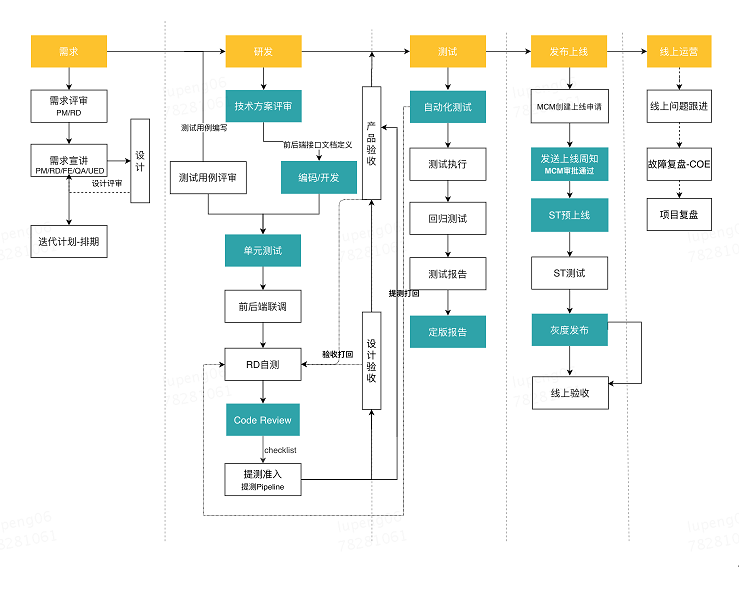 需求
研发
测试
发布上线
线上运营
需求评审
PM/RD
需求宣讲
PM/RD/FE/QA/UED
设计
设计评审
迭代计划-排期
测试用例编写
技术方案评审
前后端接口文档定义
测试用例评审
编码/开发
单元测试
前后端联调
RD自测
Code Review
checklist
提测准入
提测Pipeline
产品验收
设计验收
验收打回
提测打回
自动化测试
测试执行
回归测试
测试报告
定版报告
MCM创建上线申请
发送上线周知
MCM审批通过
ST预上线
ST测试
灰度发布
线上验收
线上问题跟进
故障复盘-COE
项目复盘
lupeng06
78281061